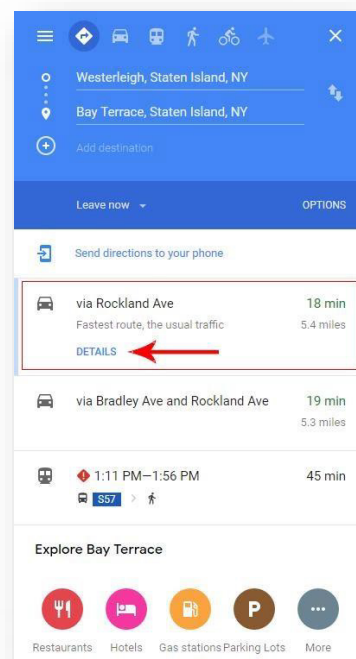 Westerleigh, Staten Island, NY
Bay Terrace, Staten Island, NY
Add destination
Leave now OPTIONS
Send directions to your phone
via Rockland Ave 18 min
Fastest route, the usual traffic 5.4 miles
DETAILS
via Bradley Ave and Rockland Ave 19 min
5.3 miles
1:11 PM—1:56 PM 45 min
S57
Explore Bay Terrace
P
Restaurants Hotels Gas stations Parking Lots More